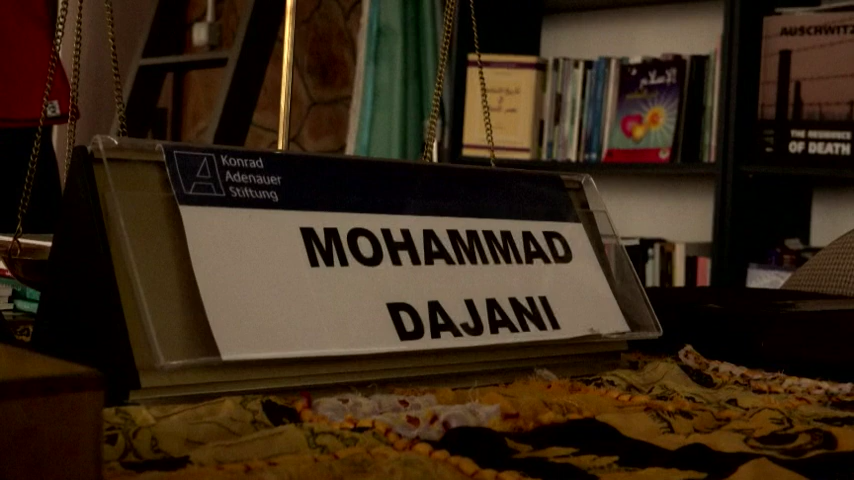 Konrad
Adenauer
Stiftung
MOHAMMAD
DAJANI
AUSCHWITZ
THE RESIDENCE
OF DEATH
الإسلام